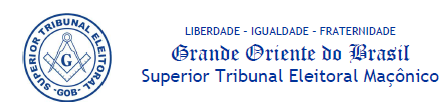 SUPERIOR TRIBUNAL ELEITORAL
G
-GOB-
LIBERDADE - IGUALDADE - FRATERNIDADE
Grande Oriente do Brasil
Superior Tribunal Eleitoral Maçônico